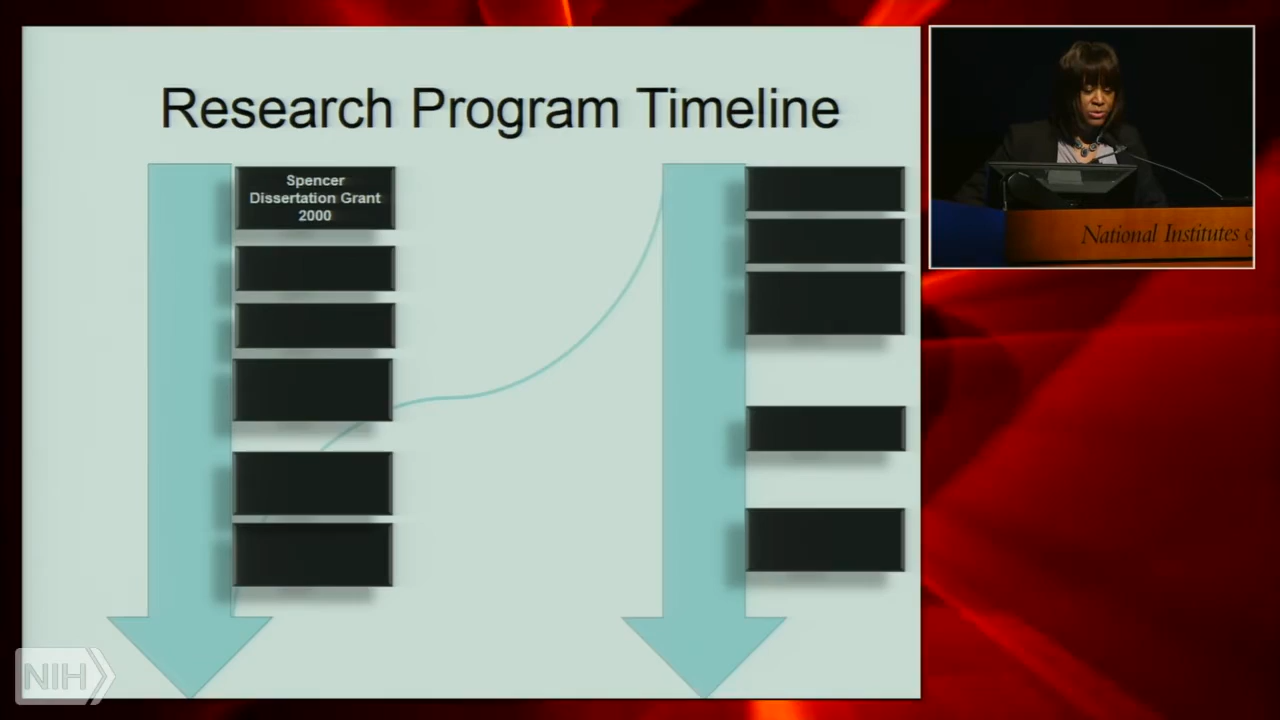 Research Program Timeline
Spencer
Dissertation Grant
2000
National Institutes
NIH